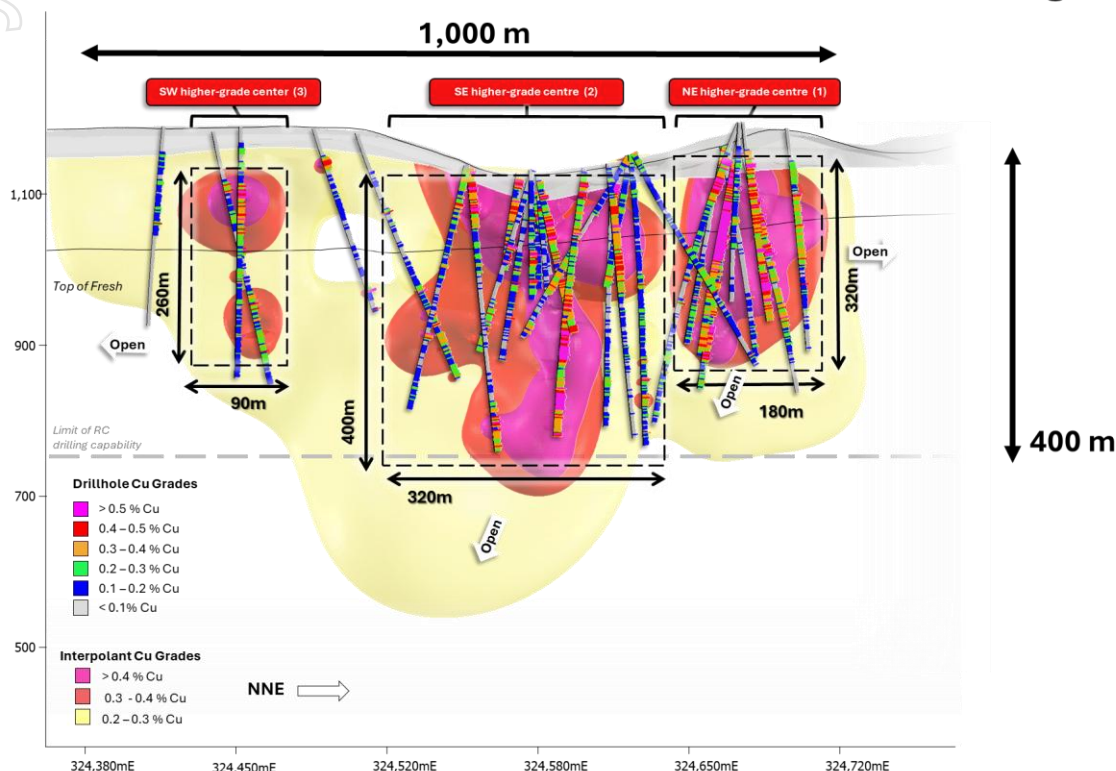 1,000 m
SW higher-grade center (3)
SE higher-grade centre (2)
NE higher-grade centre (1)
1,100
900
700
500
Top of Fresh
260m
Open
90m
400m
320m
Open
Open
320m
180m
Open
400 m
Limit of RC
drilling capability
Drillhole Cu Grades
> 0.5 % Cu
0.4 – 0.5 % Cu
0.3 – 0.4% Cu
0.2 – 0.3% Cu
0.1 – 0.2 % Cu
< 0.1% Cu
Interpolant Cu Grades
> 0.4 % Cu
0.3 - 0.4% Cu
0.2 – 0.3 % Cu
NNE
324,380mE
324,450mE
324,520mE
324,580mE
324,650mE
324,720mE